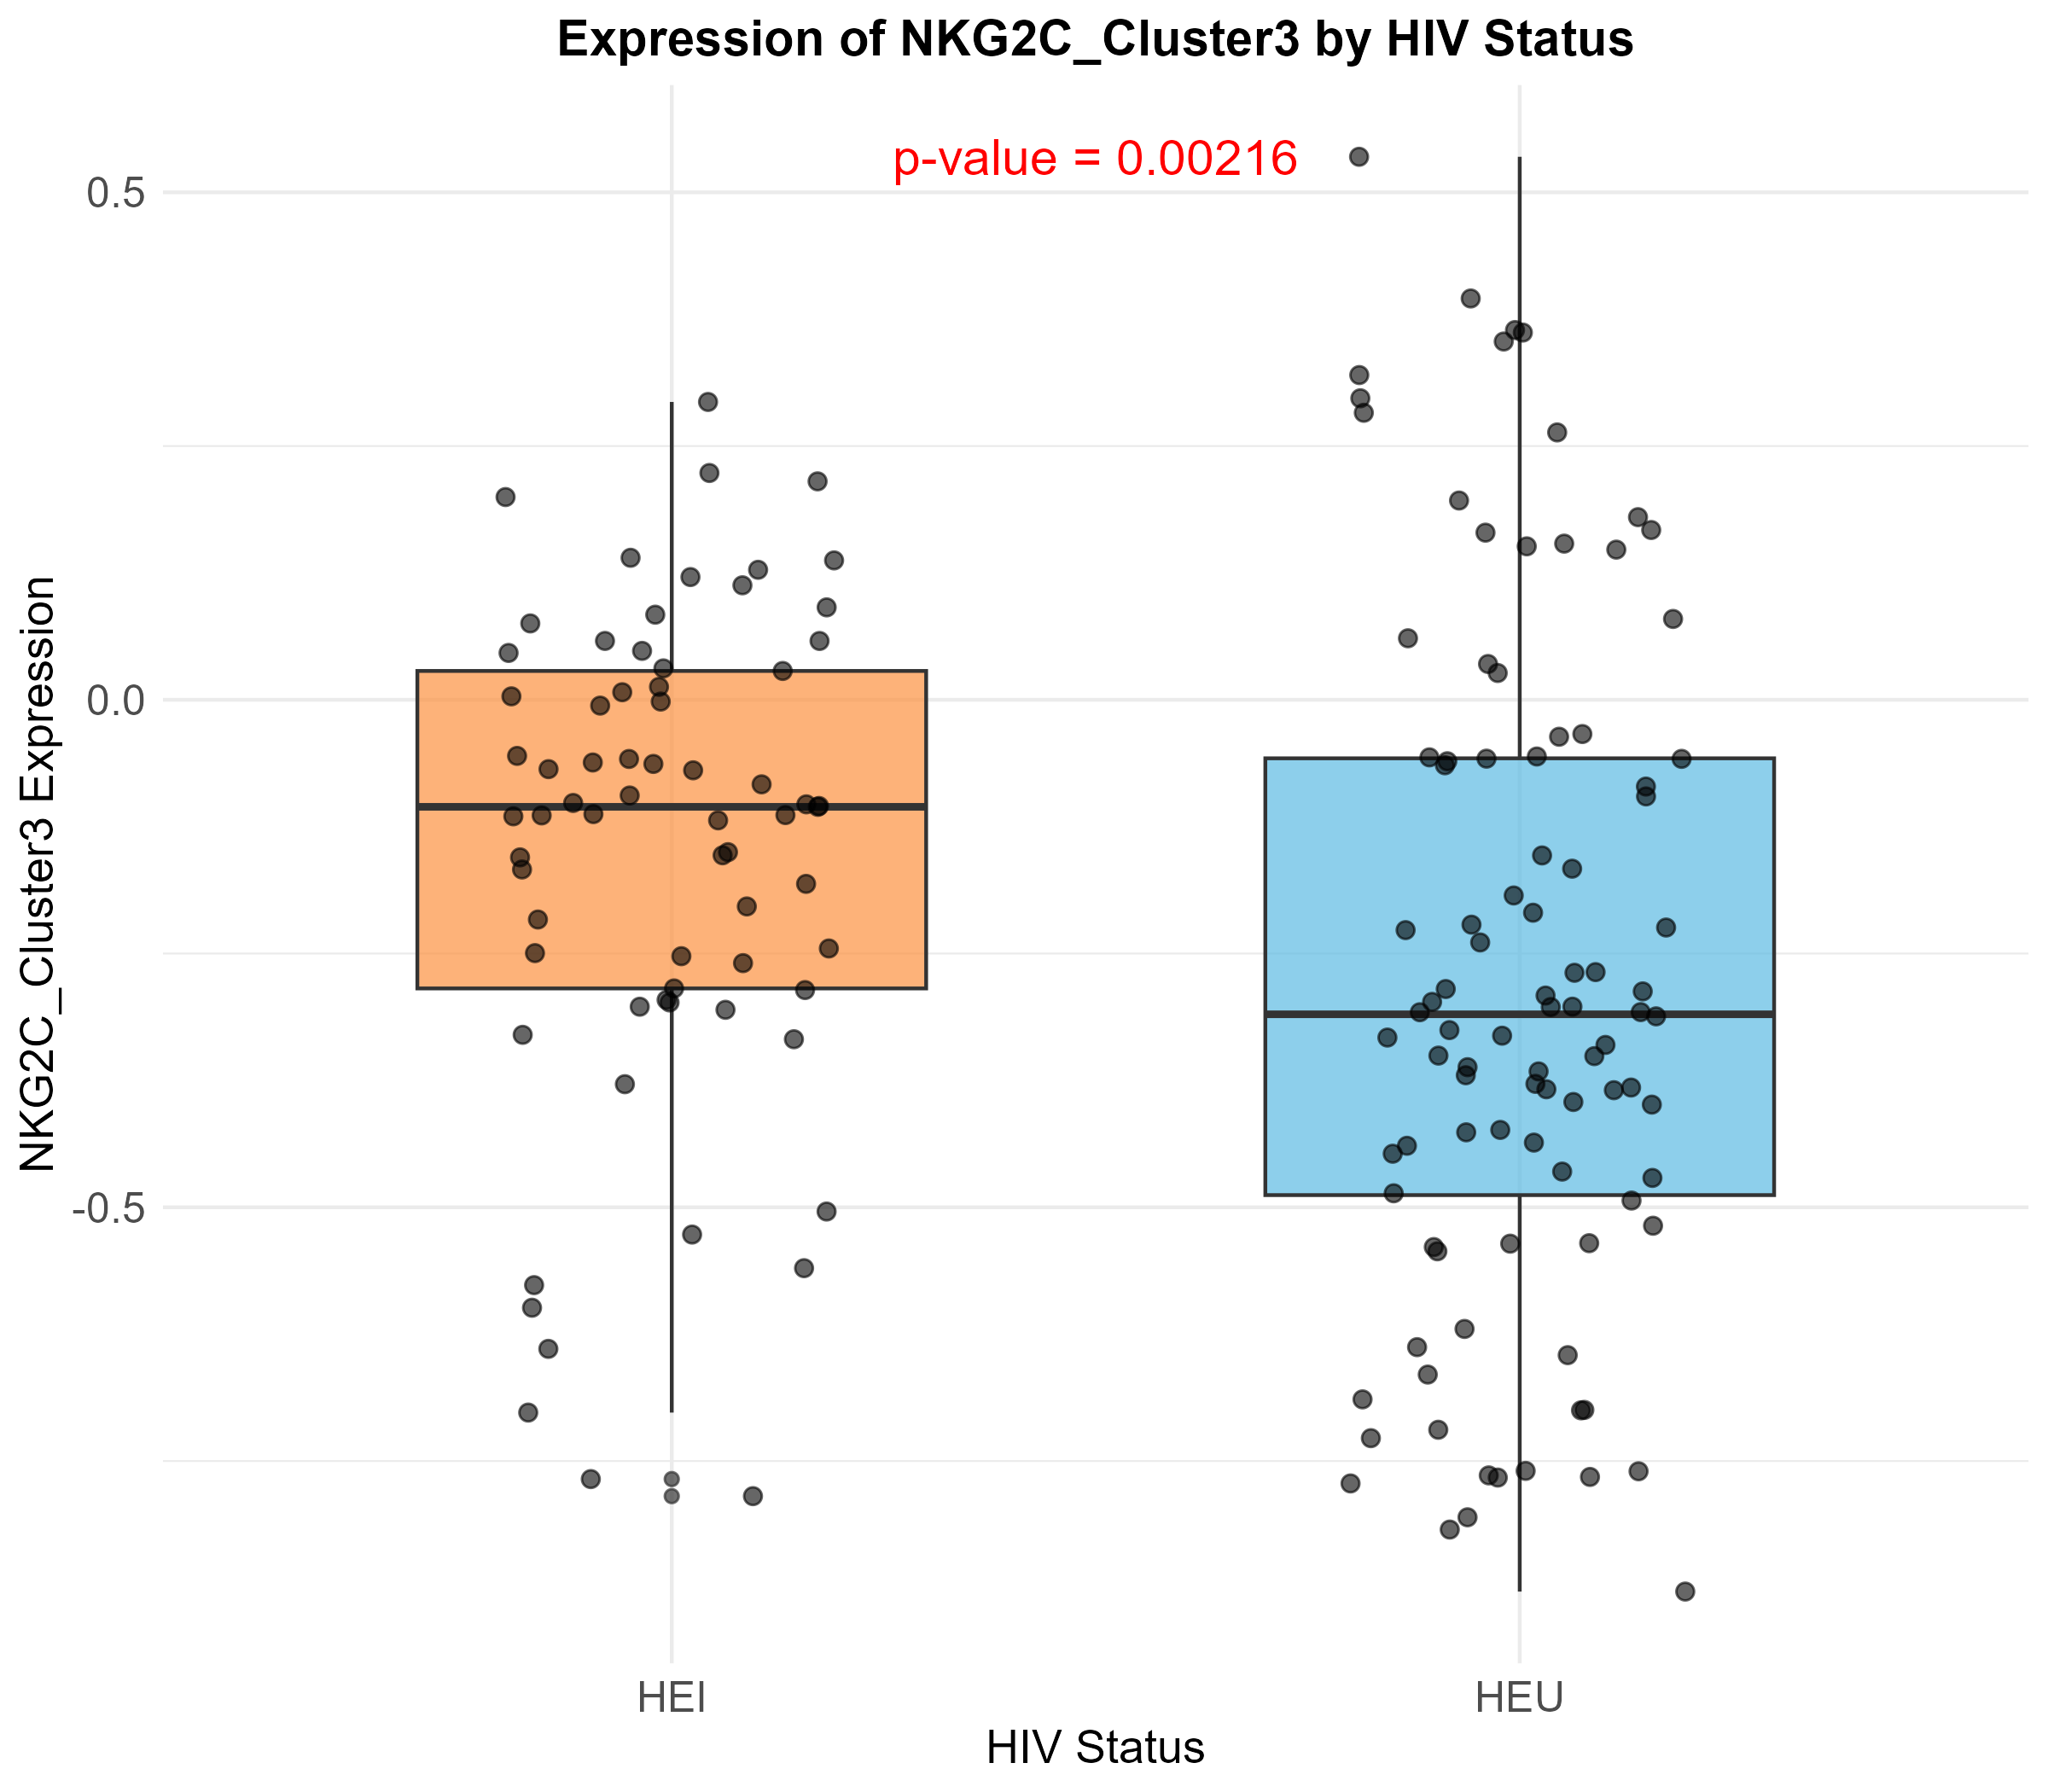 Expression of NKG2C_Cluster3 by HIV Status
p-value = 0.00216
NKG2C_Cluster3 Expression
0.5
0.0
-0.5
HEI
HEU
HIV Status